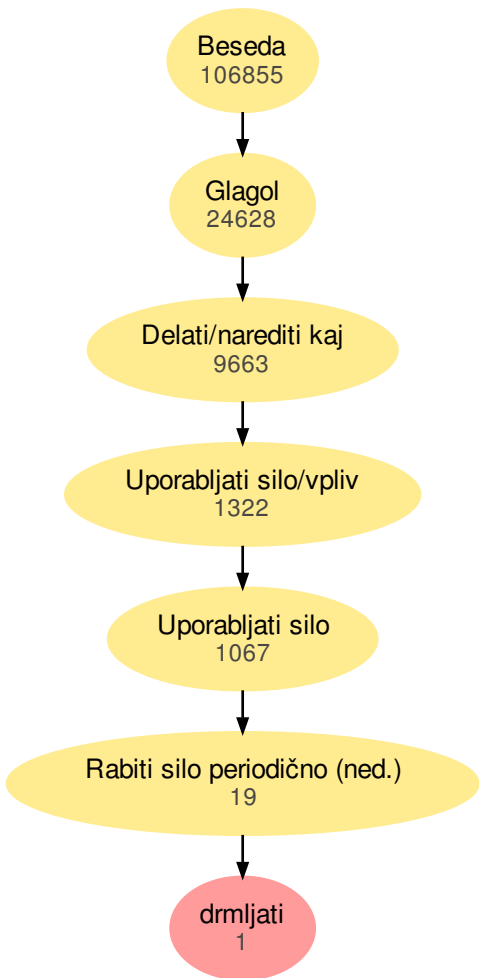 Beseda
106855
Glagol
24628
Delati/narediti kaj
9663
Uporabljati silo/vpliv
1322
Uporabljati silo
1067
Rabiti silo periodično (ned.)
19
drmljati
1